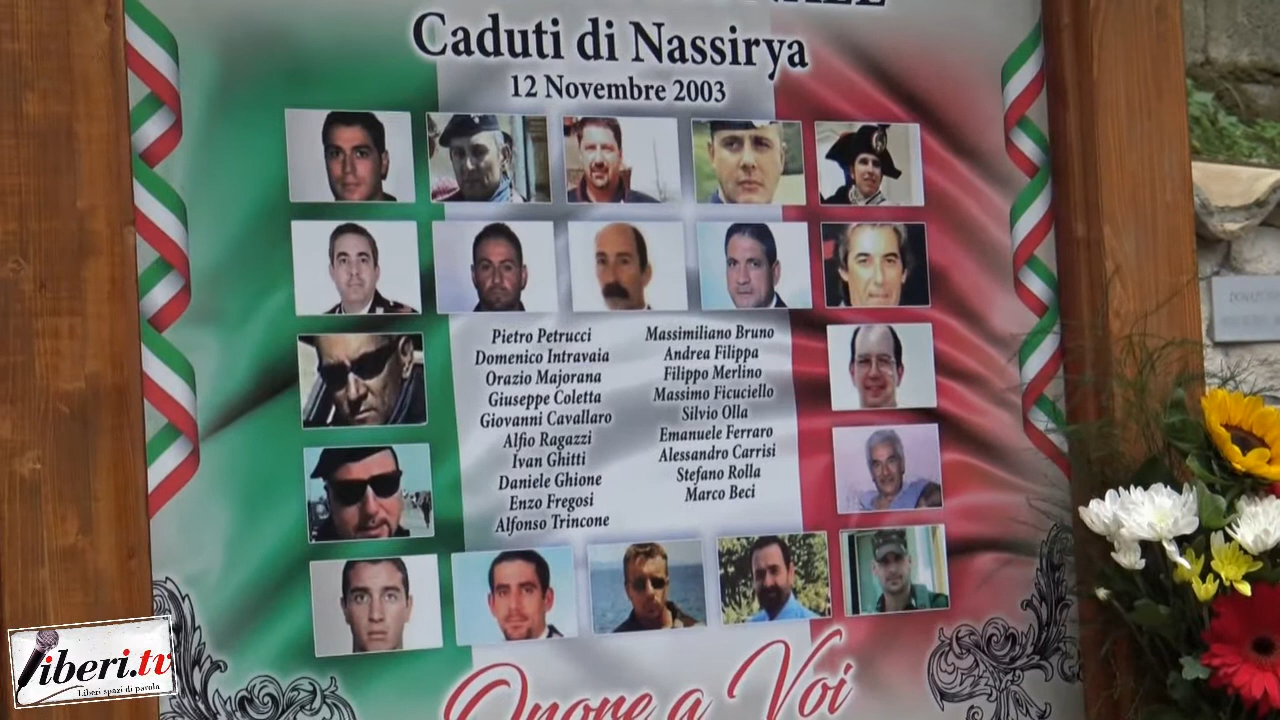 Caduti di Nassirya
12 Novembre 2003
Pietro Petrucci
Domenico Intravaia
Orazio Majorana
Giuseppe Coletta
Giovanni Cavallaro
Alfio Ragazzi
Ivan Ghitti
Daniele Ghione
Enzo Fregosi
Alfonso Trincone
Massimiliano Bruno
Andrea Filippa
Filippo Merlino
Massimo Ficuciello
Silvio Olla
Emanuele Ferraro
Alessandro Carrisi
Stefano Rolla
Marco Beci
Onore a Voi
liberi.tv
Liberi spazi di parola